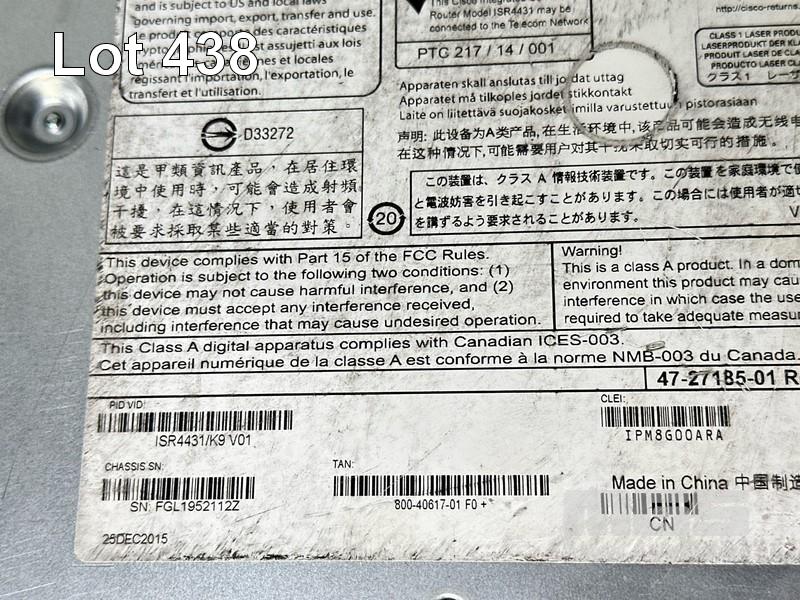 and is subject to US and local laws
governing import, export, transfer and use.
le produit
des caractéristiques
assujetti aux lois
et locales
régissant l'importation, l'exportation, le
transfert et l'utilisation.
Lot 438
Router Model ISR4431 may be
connected to the Telecom Network
PTC 217 / 14 / 001
http://cisco-returns.
CLASS 1 LASER PRODUCT
LASERPRODUKT DER
PRODUIT LASER DE
PRODUCTO LASER
クラス 1 レーザ
Apparaten skall anslutas till jordat uttag
Apparatet må tilkoples jordet stikkontakt
Laite on liitettävä suojakosketimilla varustettuun pistorasiaan
声明: 此设备为A类产品,在生活环境中,该产品可能会造成无线电
在这种情况下,可能需要用户对其干扰采取切实可行的措施。
D33272
這是甲類資訊產品,在居住環
境中使用時,可能會造成射頻
干擾,在這情況下,使用者會
被要求採取某些適當的對策。
20
この装置は、クラス A 情報技術装置です。この装置を家庭環境で使
と電波妨害を引き起こすことがあります。この場合には使用者が適
を講ずるよう要求されることがあります。
This device complies with Part 15 of the FCC Rules.
Operation is subject to the following two conditions: (1)
this device may not cause harmful interference, and (2)
this device must accept any interference received,
including interference that may cause undesired operation.
Warning!
This is a class A product. In a dom
environment this product may cau
interference in which case the use
required to take adequate measu
This Class A digital apparatus complies with Canadian ICES-003.
Cet appareil numérique de la classe A est conforme à la norme NMB-003 du Canada.
47-27185-01 R
PID VID:
ISR4431/K9 V01
CLEI:
IPM8G00ARA
CHASSIS SN:
SN: FGL1952112Z
TAN:
800-40617-01 F0 +
Made in China 中国制造
CN
25DEC2015